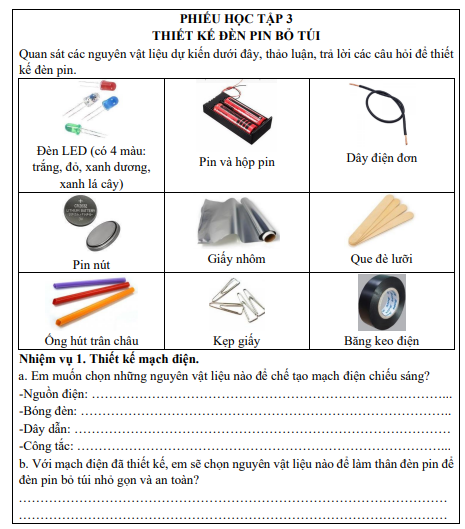 PHIẾU HỌC TẬP 3
THIẾT KẾ ĐÈN PIN BỎ TÚI
Quan sát các nguyên vật liệu dự kiến dưới đây, thảo luận, trả lời các câu hỏi để thiết
kế đèn pin.
Đèn LED (có 4 màu:
trắng, đỏ, xanh dương,
xanh lá cây)
Pin và hộp pin
Dây điện đơn
Pin nút
Giấy nhôm
Que đè lưỡi
Ống hút trân châu
Kẹp giấy
Băng keo điện
Nhiệm vụ 1. Thiết kế mạch điện.
a. Em muốn chọn những nguyên vật liệu nào để chế tạo mạch điện chiếu sáng?
-Nguồn điện: ……………………………………………………………...
-Bóng đèn: ………………………………………………………………...
-Dây dẫn: …………………………………………………………………
-Công tắc: ………………………………………………………………...
b. Với mạch điện đã thiết kế, em sẽ chọn nguyên vật liệu nào để làm thân đèn pin để
đèn pin bỏ túi nhỏ gọn và an toàn?
……………………………………………………………………………
……………………………………………………………………………